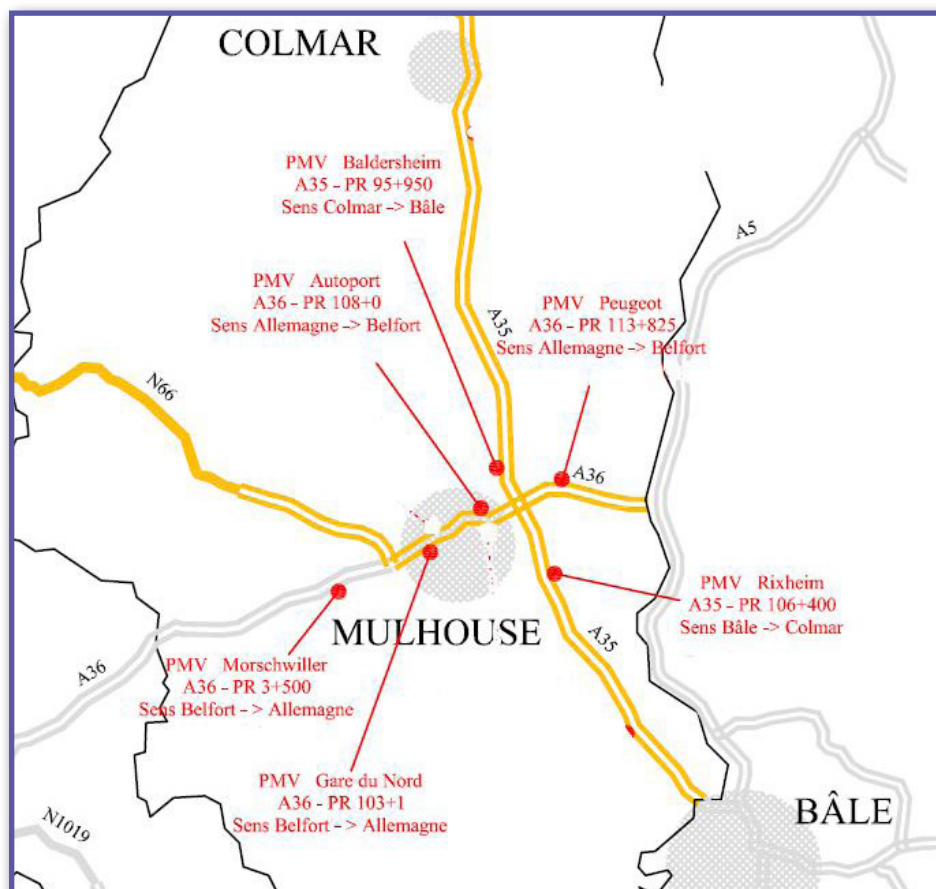 COLMAR
PMV Baldersheim
A35 - PR 95+950
Sens Colmar -> Bâle
A5
PMV Autoport
A36 - PR 108+0
Sens Allemagne -> Belfort
A35
PMV Peugeot
A36 - PR 113+825
Sens Allemagne -> Belfort
N66
A36
PMV Rixheim
A35 - PR 106+400
Sens Bâle -> Colmar
MULHOUSE
A35
A36
PMV Morschwiller
A36 - PR 3+500
Sens Belfort - > Allemagne
PMV Gare du Nord
A36 - PR 103+1
Sens Belfort - > Allemagne
BÂLE
N1019